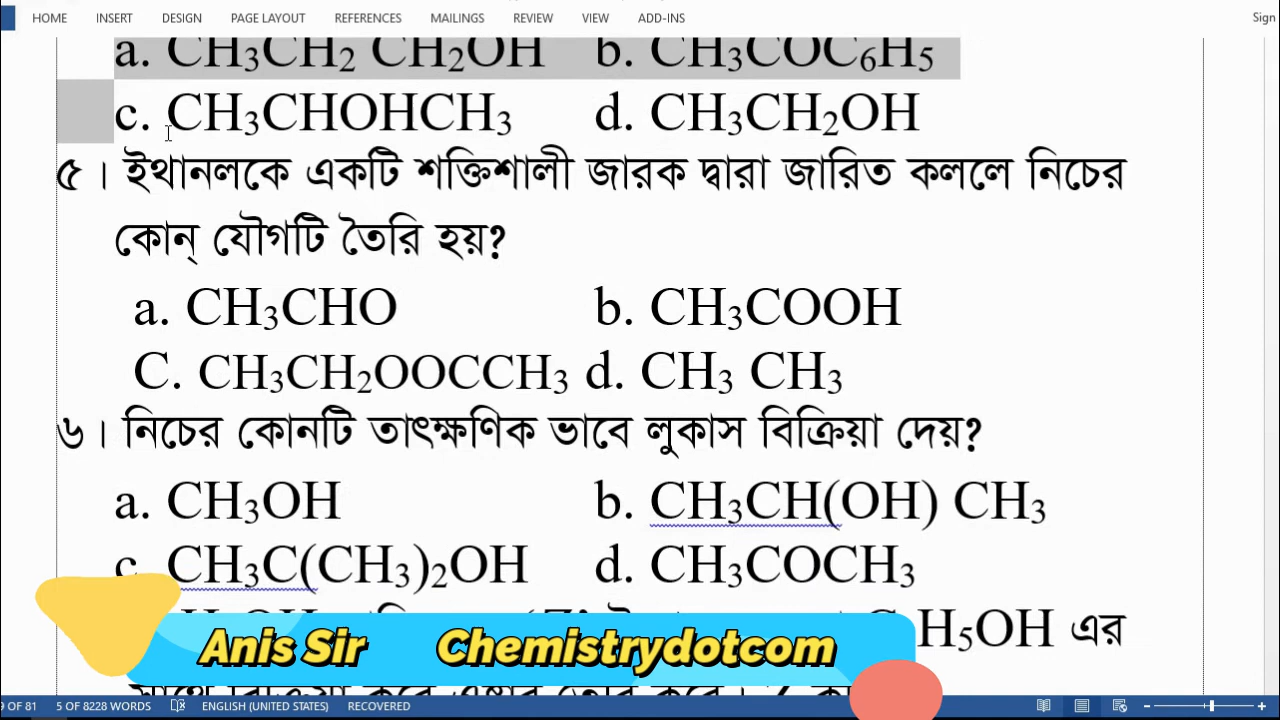 HOME INSERT DESIGN PAGE LAYOUT REFERENCES MAILINGS REVIEW VIEW ADD-INS Sign
a. CH₃CH₂ CH₂OH b. CH₃COC₆H₅
c. CH₃CHOHCH₃ d. CH₃CH₂OH
৫। ইথানলকে একটি শক্তিশালী জারক দ্বারা জারিত কললে নিচের
কোন্ যৌগটি তৈরি হয়?
a. CH₃CHO b. CH₃COOH
C. CH₃CH₂OOCCH₃ d. CH₃ CH₃
৬। নিচের কোনটি তাৎক্ষণিক ভাবে লুকাস বিক্রিয়া দেয়?
a. CH₃OH b. CH₃CH(OH) CH₃
c. CH₃C(CH₃)₂OH d. CH₃COCH₃
H₅OH এর
Anis Sir Chemistrydotcom
9 OF 81 5 OF 8228 WORDS ENGLISH (UNITED STATES) RECOVERED